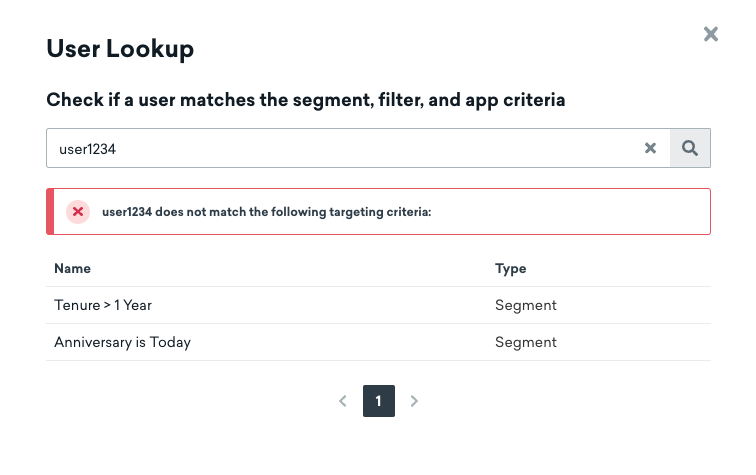 User Lookup
Check if a user matches the segment, filter, and app criteria
user1234
user1234 does not match the following targeting criteria:
Name Type
Tenure > 1 Year Segment
Anniversary is Today Segment
1